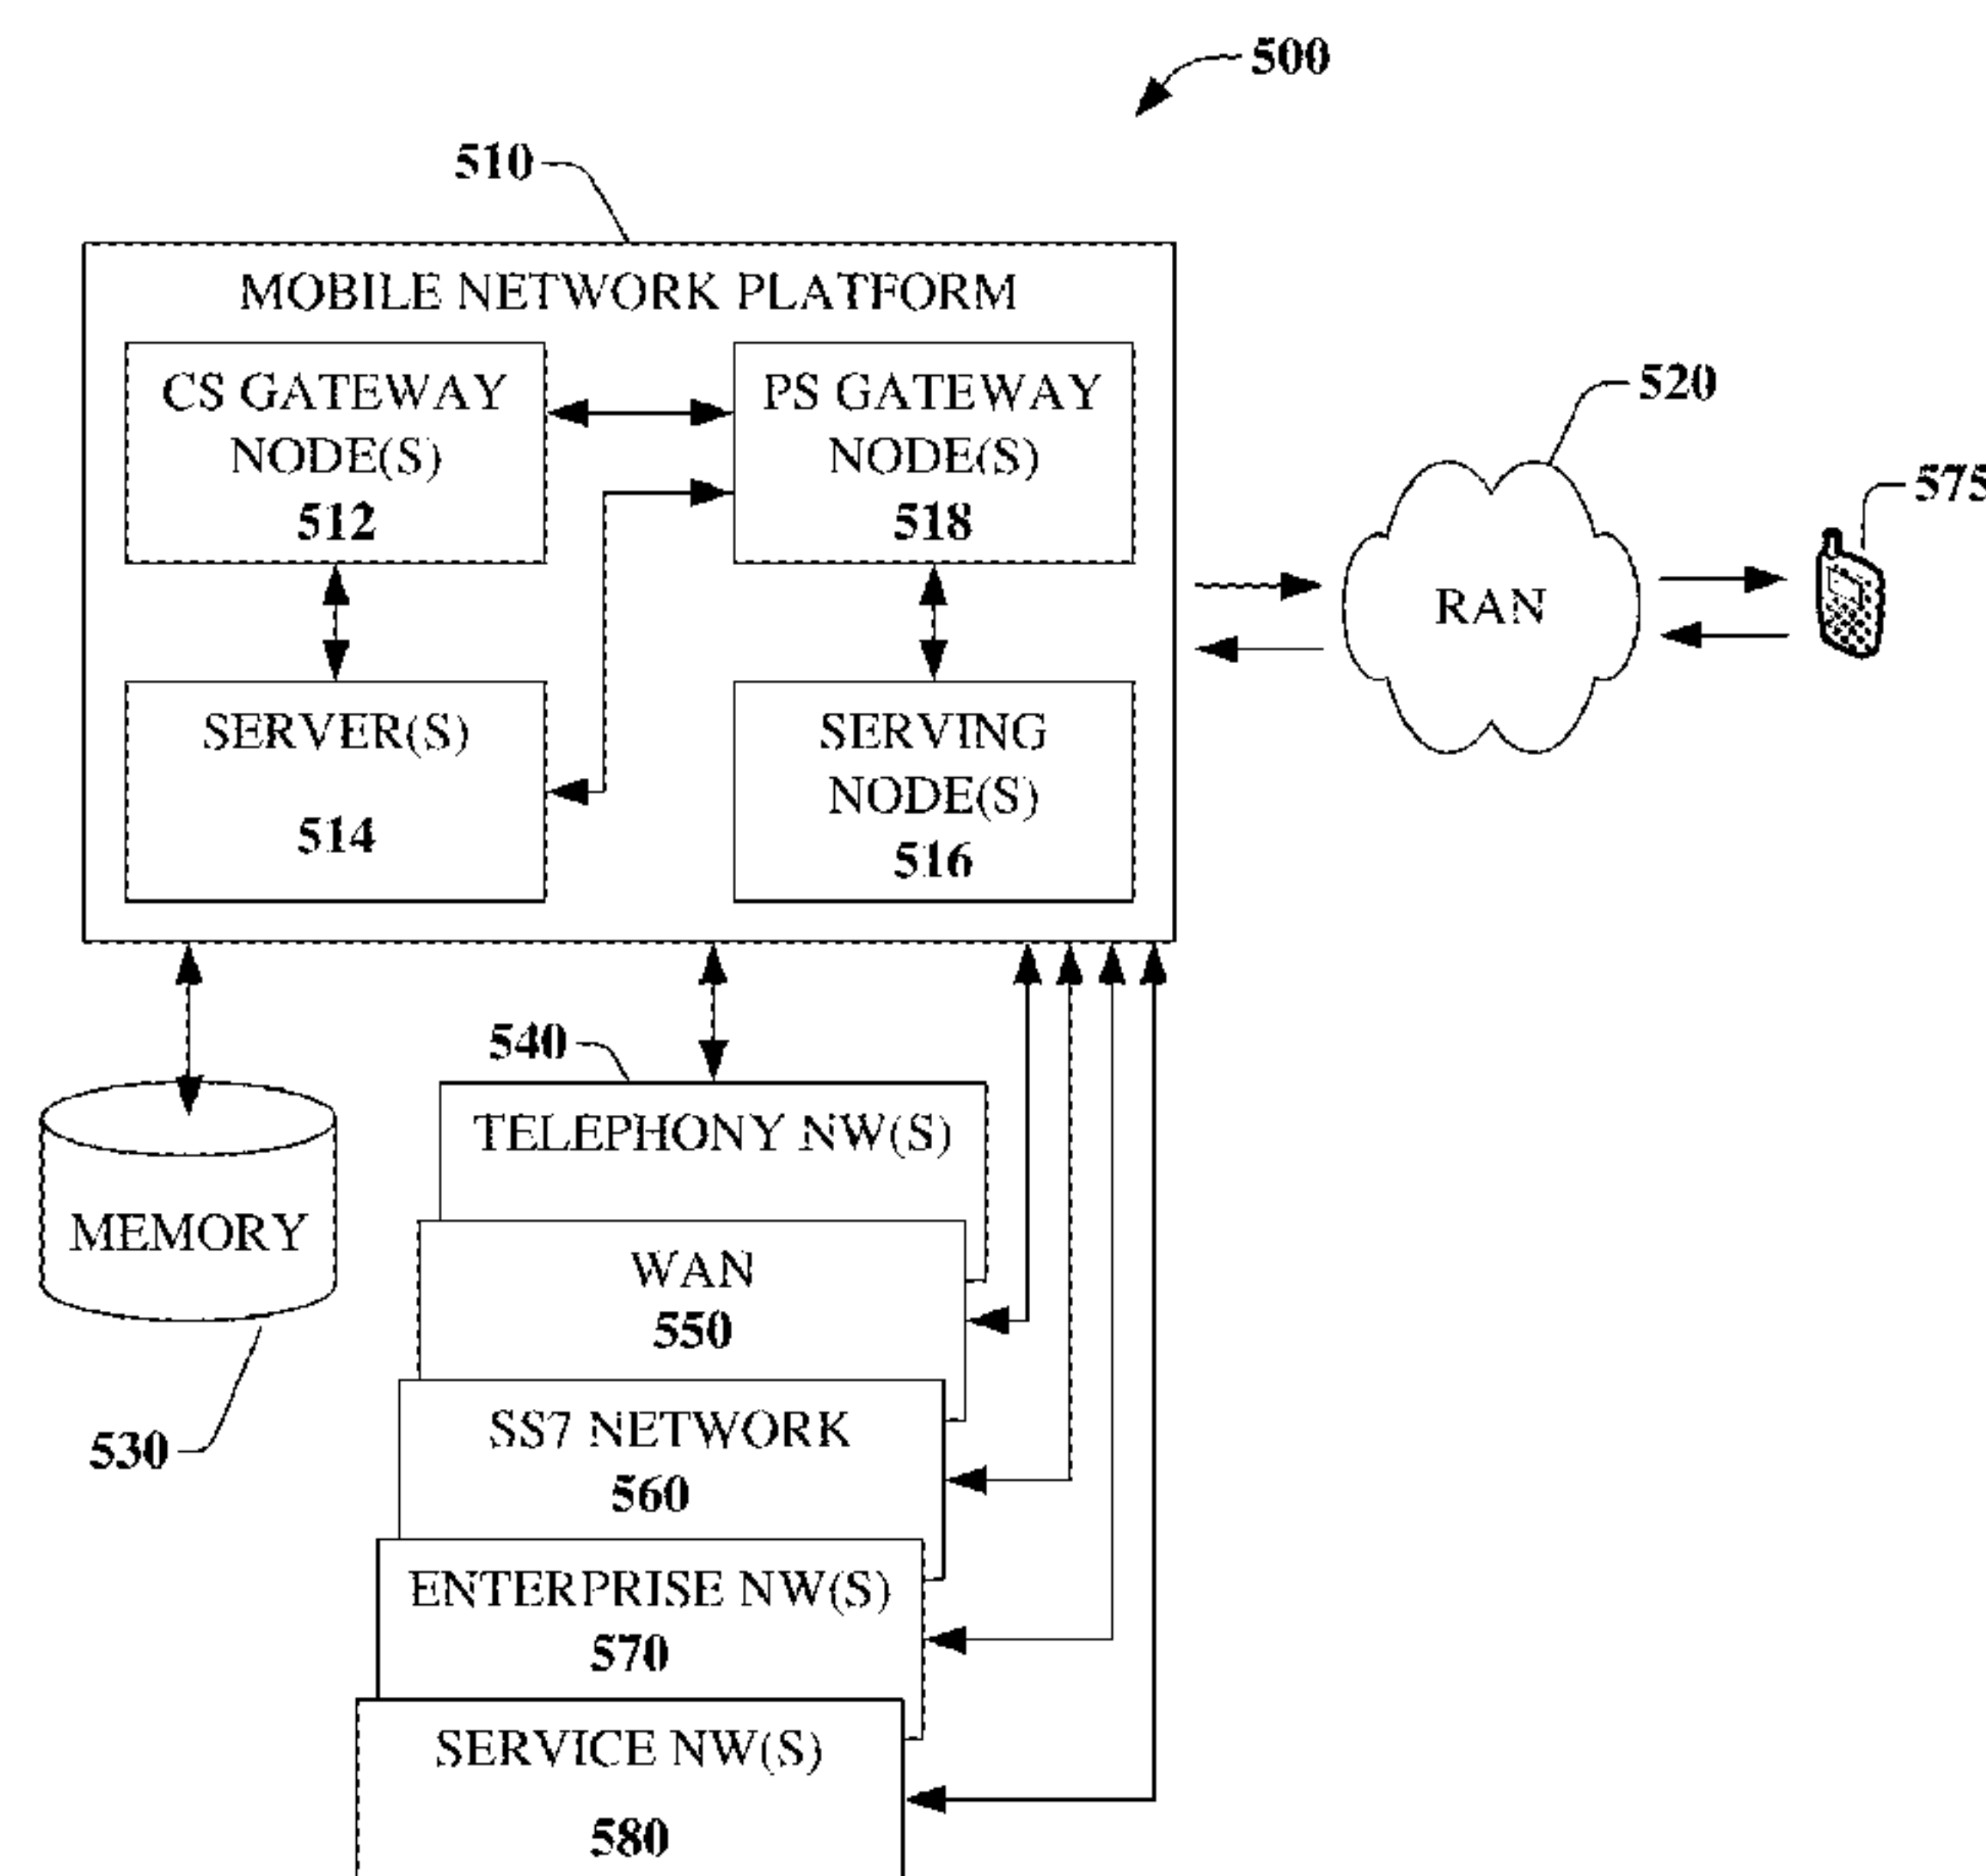 500
510
MOBILE NETWORK PLATFORM
CS GATEWAY
NODE(S)
512
PS GATEWAY
NODE(S)
518
SERVER(S)
514
SERVING
NODE(S)
516
520
RAN
575
540
TELEPHONY NW(S)
MEMORY
530
WAN
550
SS7 NETWORK
560
ENTERPRISE NW(S)
570
SERVICE NW(S)
580